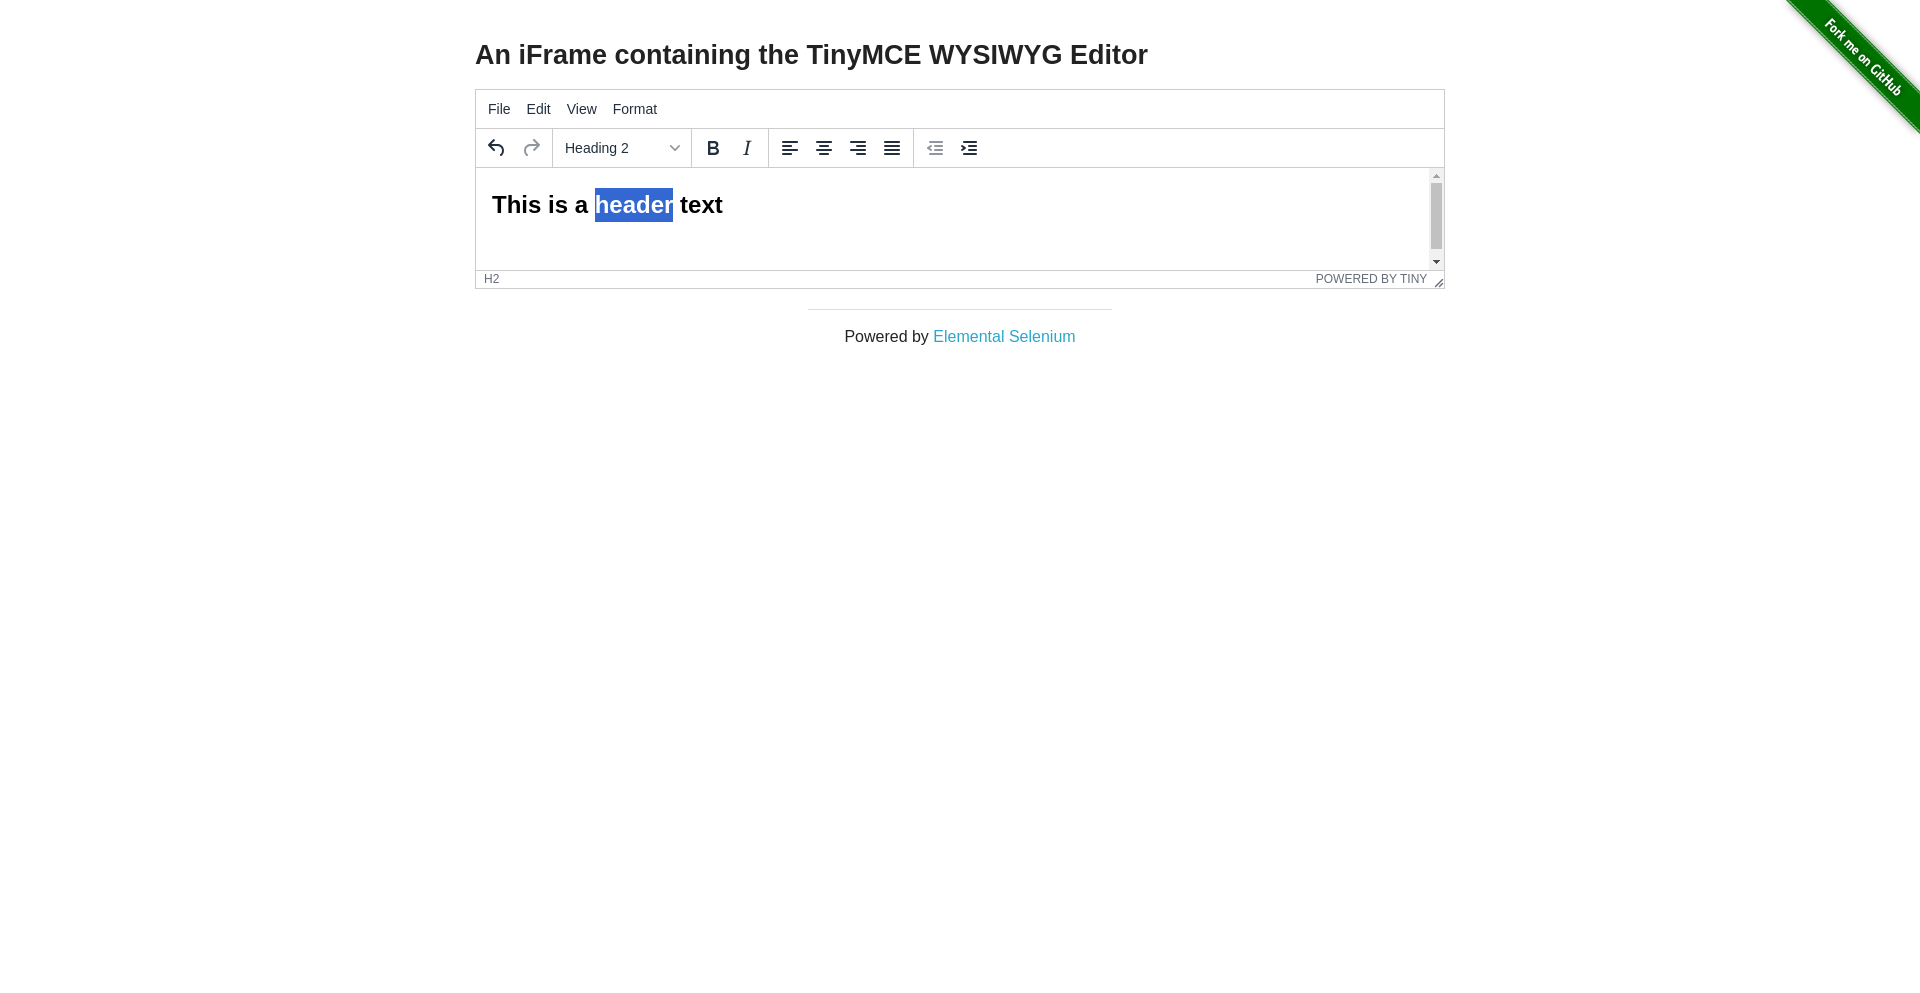 Fork me on GitHub
An iFrame containing the TinyMCE WYSIWYG Editor
File Edit View Format
Heading 2 B I
This is a header text
H2 POWERED BY TINY
Powered by Elemental Selenium